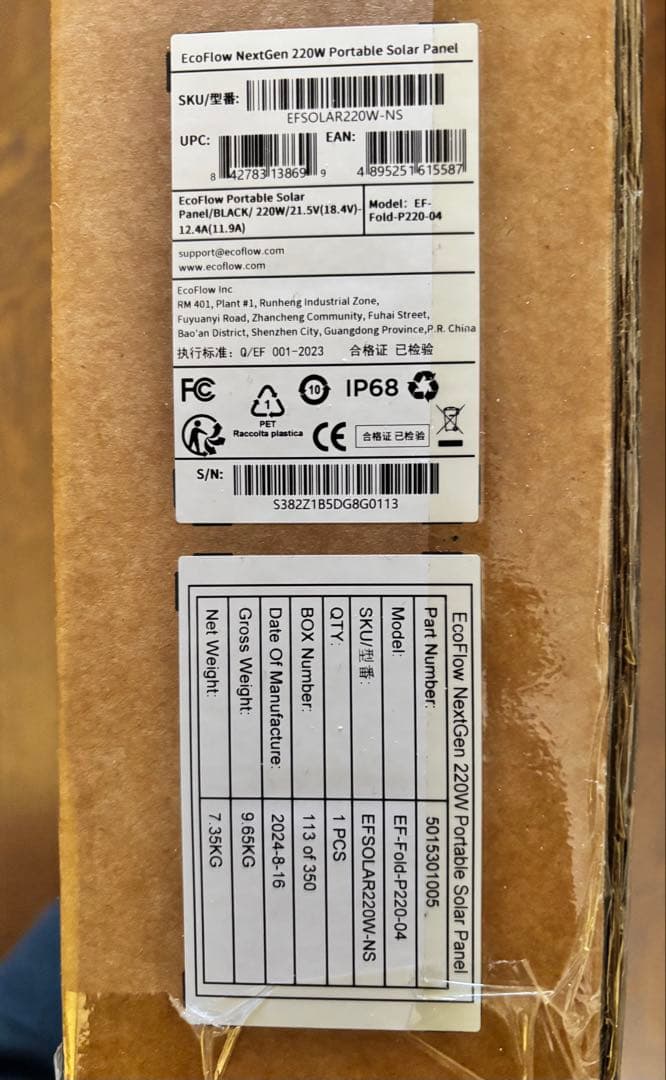 EcoFlow NextGen 220W Portable Solar Panel
SKU/型番:
EFSOLAR220W-NS
UPC:
8 42783 13869 9
EAN:
4 895251 615587
EcoFlow Portable Solar
Panel/BLACK/ 220W/21.5V(18.4V)-
12.4A(11.9A)
Model: EF-
Fold-P220-04
support@ecoflow.com
www.ecoflow.com
EcoFlow Inc
RM 401, Plant #1, Runheng Industrial Zone,
Fuyuanyi Road, Zhancheng Community, Fuhai Street,
Bao'an District, Shenzhen City, Guangdong Province,P.R. China
执行标准: Q/EF 001-2023 合格证 已检验
FC
1
PET
Raccolta plastica
10
IP68
CE
合格证 已检验
S/N:
S382Z1B5DG8G0113
EcoFlow NextGen 220W Portable Solar Panel
Part Number: 5015301005
Model: EF-Fold-P220-04
SKU/型番: EFSOLAR220W-NS
QTY: 1 PCS
BOX Number: 113 of 350
Date Of Manufacture: 2024-8-16
Gross Weight: 9.65KG
Net Weight: 7.35KG